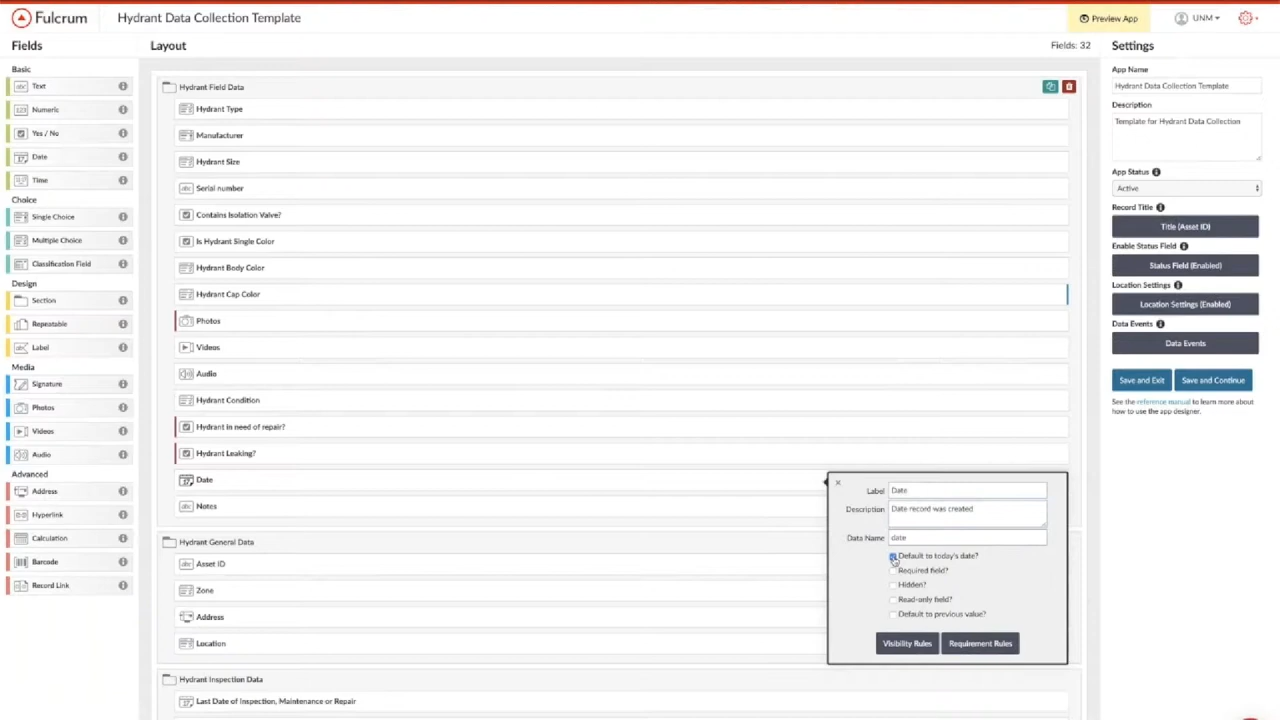 Fulcrum
Hydrant Data Collection Template
Preview App
UNM
Fields
Layout
Fields: 32
Settings
Basic
Text
Numeric
Yes / No
Date
Time
Choice
Single Choice
Multiple Choice
Classification Field
Design
Section
Repeatable
Label
Media
Signature
Photos
Videos
Audio
Advanced
Address
Hyperlink
Calculation
Barcode
Record Link
Hydrant Field Data
Hydrant Type
Manufacturer
Hydrant Size
Serial number
Contains Isolation Valve?
Is Hydrant Single Color
Hydrant Body Color
Hydrant Cap Color
Photos
Videos
Audio
Hydrant Condition
Hydrant in need of repair?
Hydrant Leaking?
Date
Notes
Hydrant General Data
Asset ID
Zone
Address
Location
Hydrant Inspection Data
Last Date of Inspection, Maintenance or Repair
Label Date
Description Date record was created
Data Name date
Default to today's date?
Required field?
Hidden?
Read-only field?
Default to previous value?
Visibility Rules
Requirement Rules
App Name
Hydrant Data Collection Template
Description
Template for Hydrant Data Collection
App Status
Active
Record Title
Title (Asset ID)
Enable Status Field
Status Field (Enabled)
Location Settings
Location Settings (Enabled)
Data Events
Data Events
Save and Exit
Save and Continue
See the reference manual to learn more about
how to use the app designer.